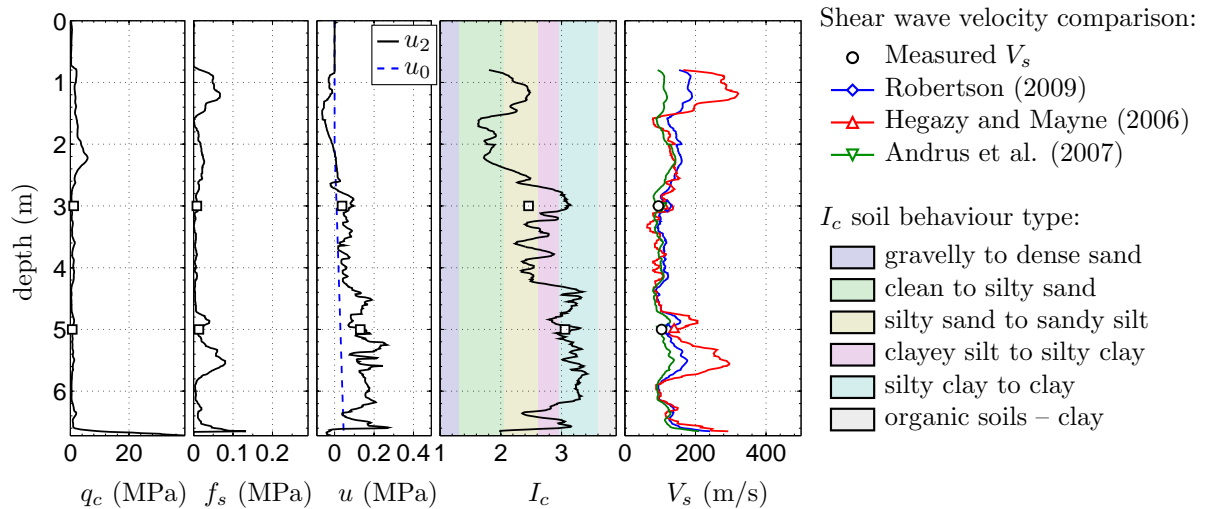 0
1
2
3
4
5
6
depth (m)
0 20
q_c (MPa)
0 0.1 0.2
f_s (MPa)
0 0.2 0.4
u (MPa)
u_2
u_0
1 2 3
I_c
0 200 400
V_s (m/s)
Shear wave velocity comparison:
Measured V_s
Robertson (2009)
Hegazy and Mayne (2006)
Andrus et al. (2007)
I_c soil behaviour type:
gravelly to dense sand
clean to silty sand
silty sand to sandy silt
clayey silt to silty clay
silty clay to clay
organic soils – clay